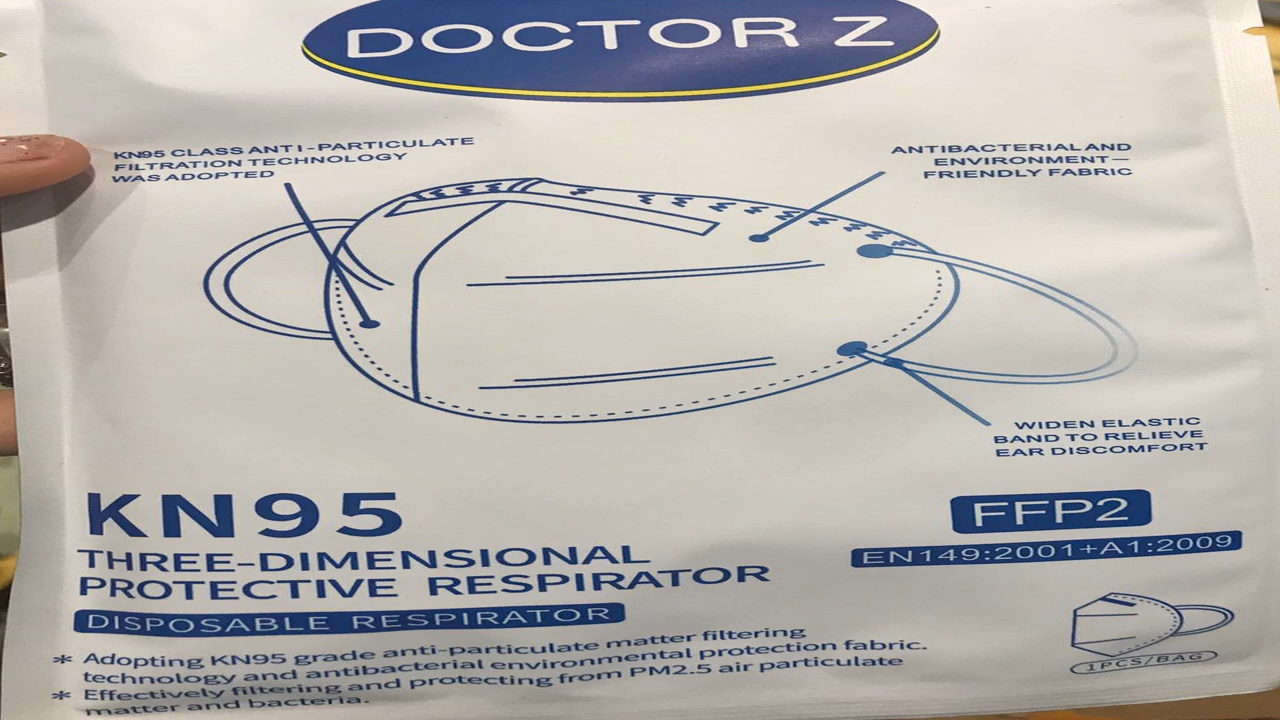 DOCTOR Z
KN95 CLASS ANTI-PARTICULATE
FILTRATION TECHNOLOGY
WAS ADOPTED
ANTIBACTERIAL AND
ENVIRONMENT—
FRIENDLY FABRIC
WIDEN ELASTIC
BAND TO RELIEVE
EAR DISCOMFORT
KN95
THREE-DIMENSIONAL
PROTECTIVE RESPIRATOR
DISPOSABLE RESPIRATOR
* Adopting KN95 grade anti-particulate matter filtering
technology and antibacterial environmental protection fabric.
* Effectively filtering and protecting from PM2.5 air particulate
matter and bacteria.
FFP2
EN149:2001+A1:2009
1PCS/BAG